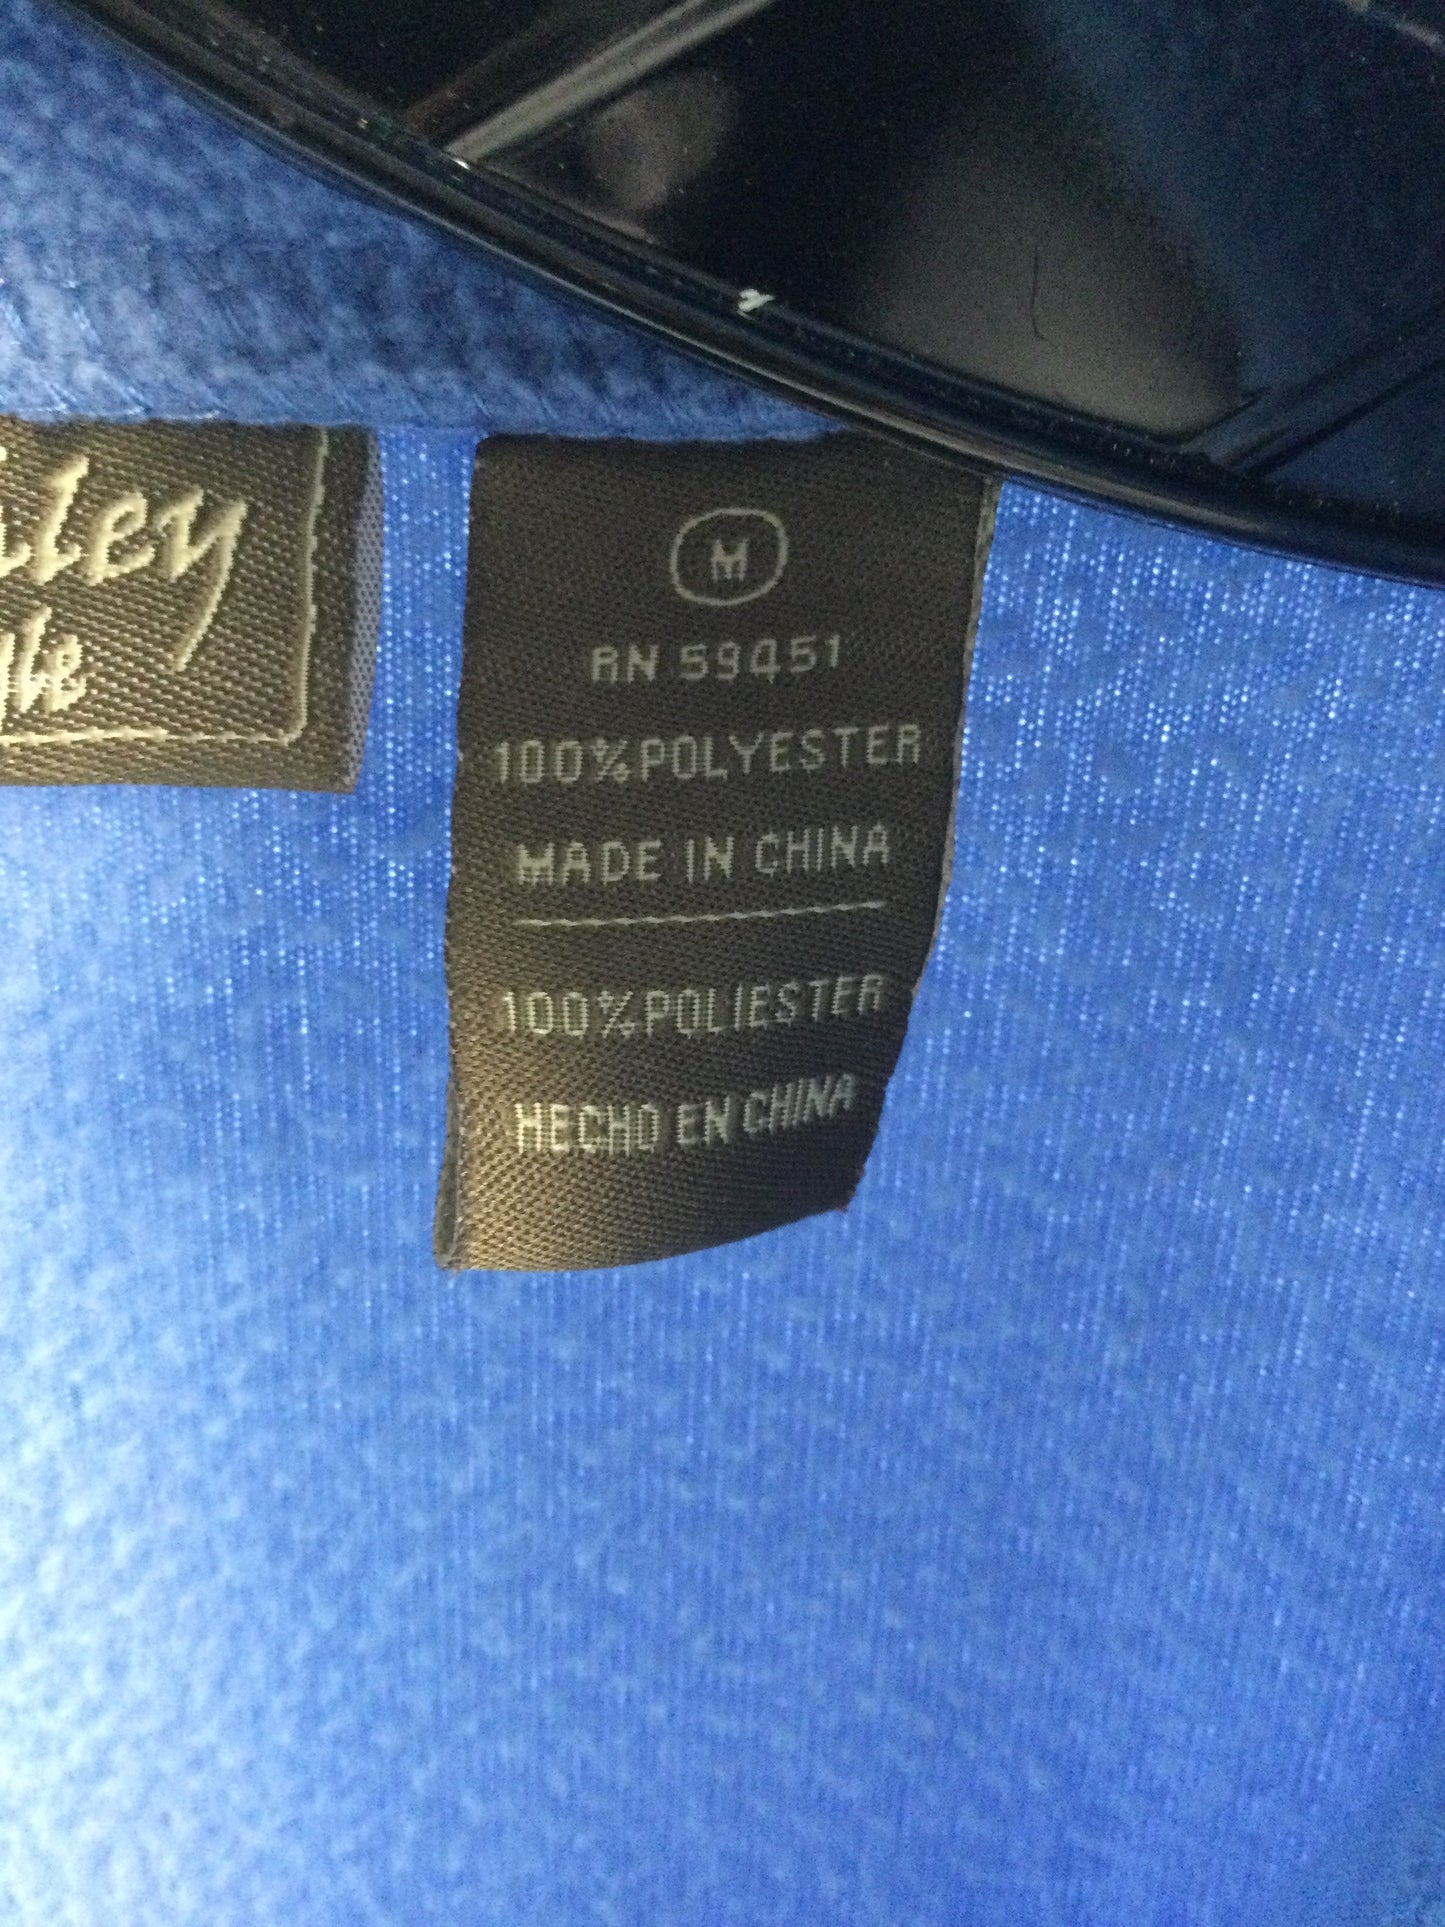 M
RN 59451
100% POLYESTER
MADE IN CHINA
100% POLIESTER
HECHO EN CHINA